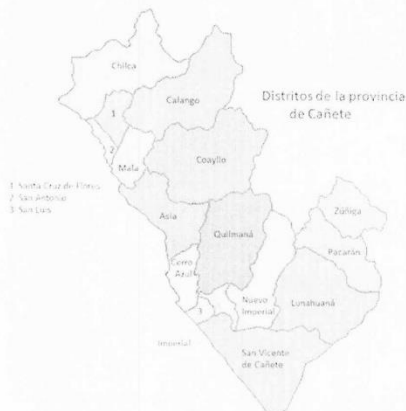 Chilca
Calango
Distritos de la provincia
de Cañete
1
2
Mala
Coayllo
1 Santa Cruz de Flores
2 San Antonio
3 San Luis
Asia
Quilmaná
Zúñiga
Pacarán
Cerro
Azul
Nuevo
Imperial
Lunahuaná
3
Imperial
San Vicente
de Cañete